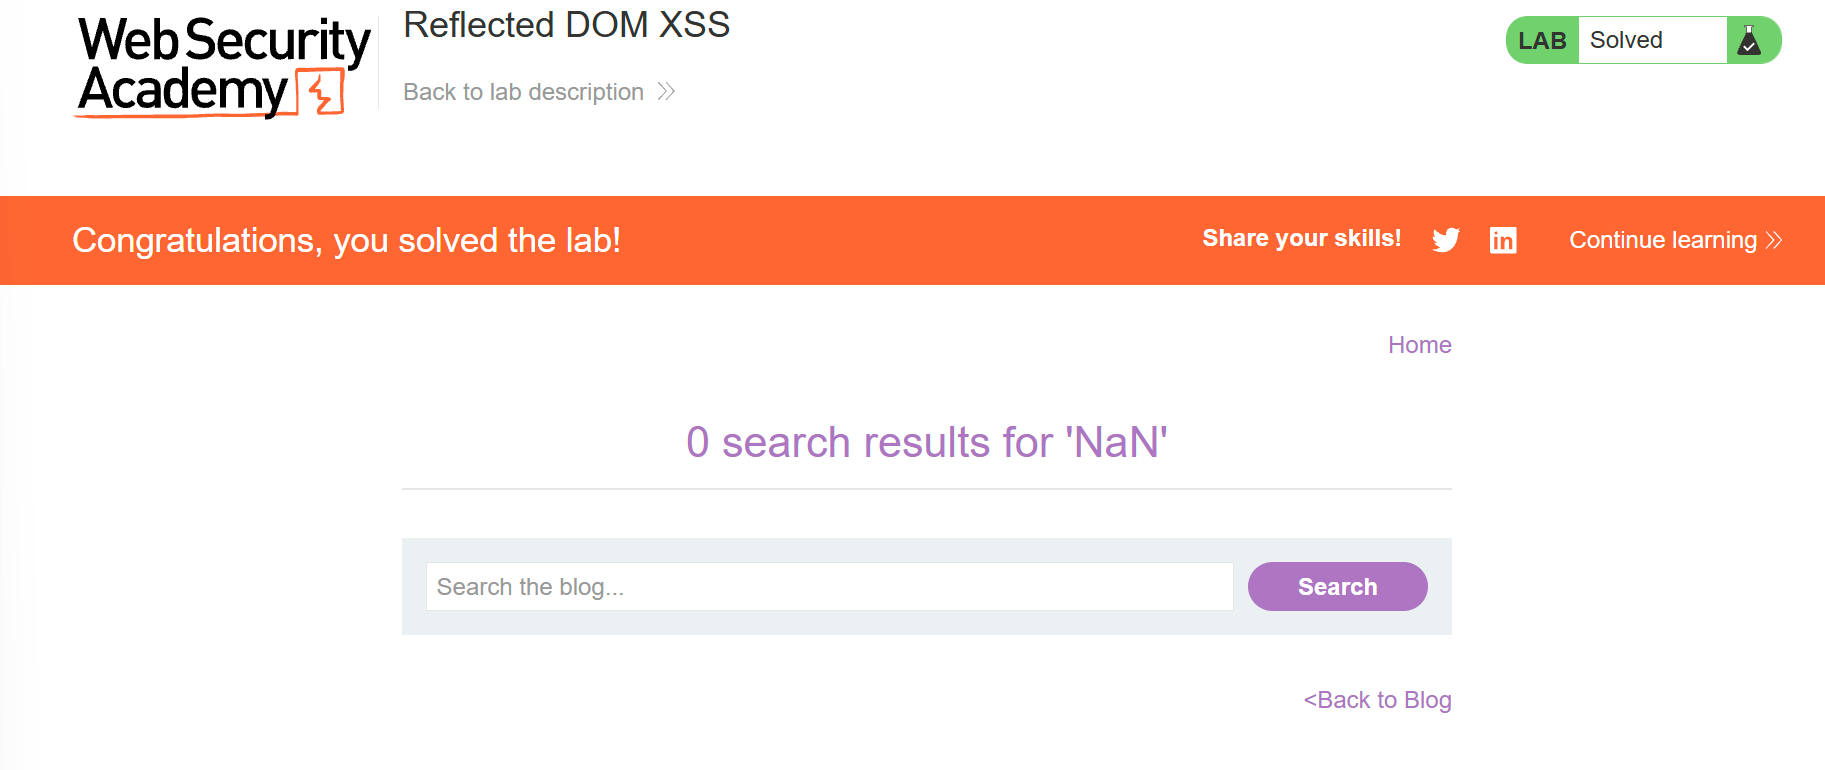 Web Security
Academy
Reflected DOM XSS
Back to lab description
LAB Solved
Congratulations, you solved the lab!
Share your skills!
Continue learning
Home
0 search results for 'NaN'
Search the blog...
Search
<Back to Blog